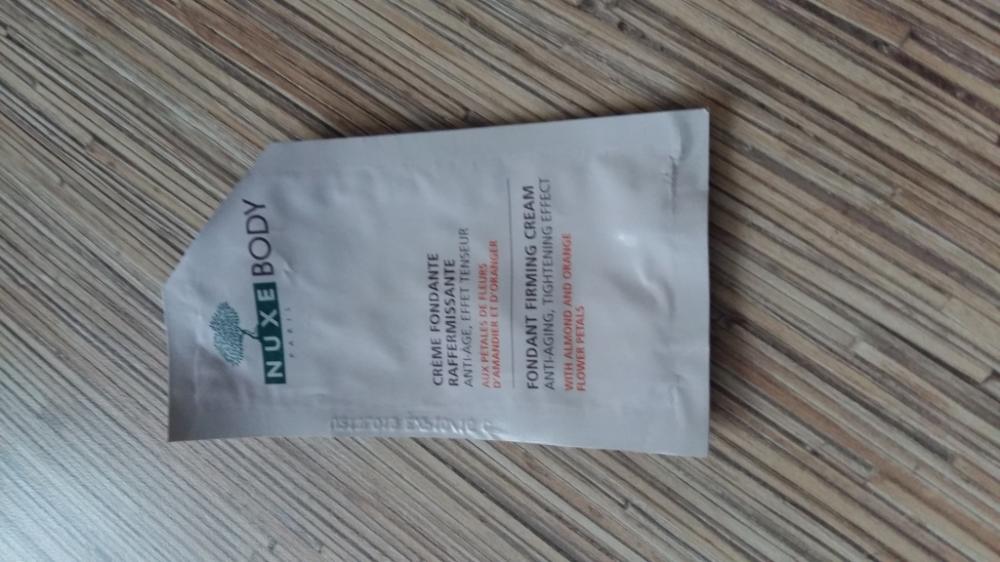 NUXE BODY
PARIS
CRÈME FONDANTE
RAFFERMISSANTE
ANTI-ÂGE, EFFET TENSEUR
AUX PÉTALES DE FLEURS
D'AMANDIER ET D'ORANGER
FONDANT FIRMING CREAM
ANTI-AGING, TIGHTENING EFFECT
WITH ALMOND AND ORANGE
FLOWER PETALS